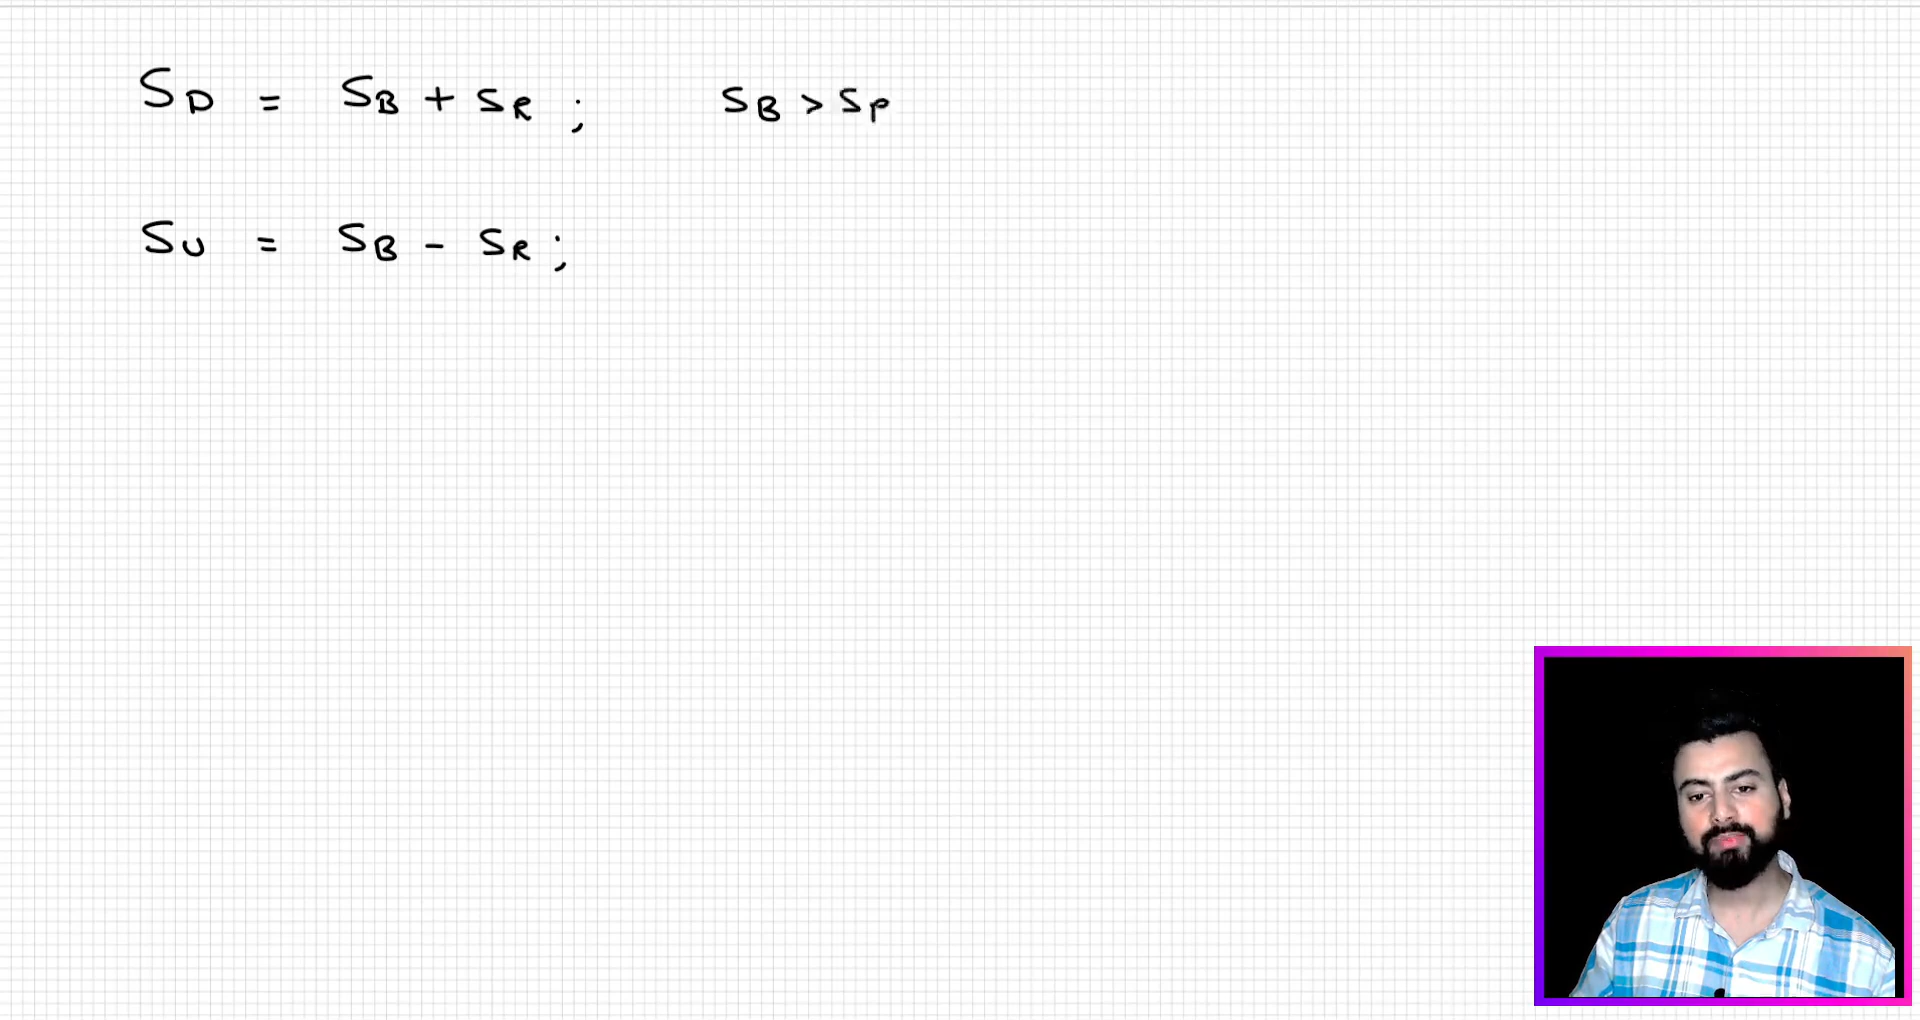 S_D = S_B + S_R ; S_B > S_P
S_U = S_B - S_R ;